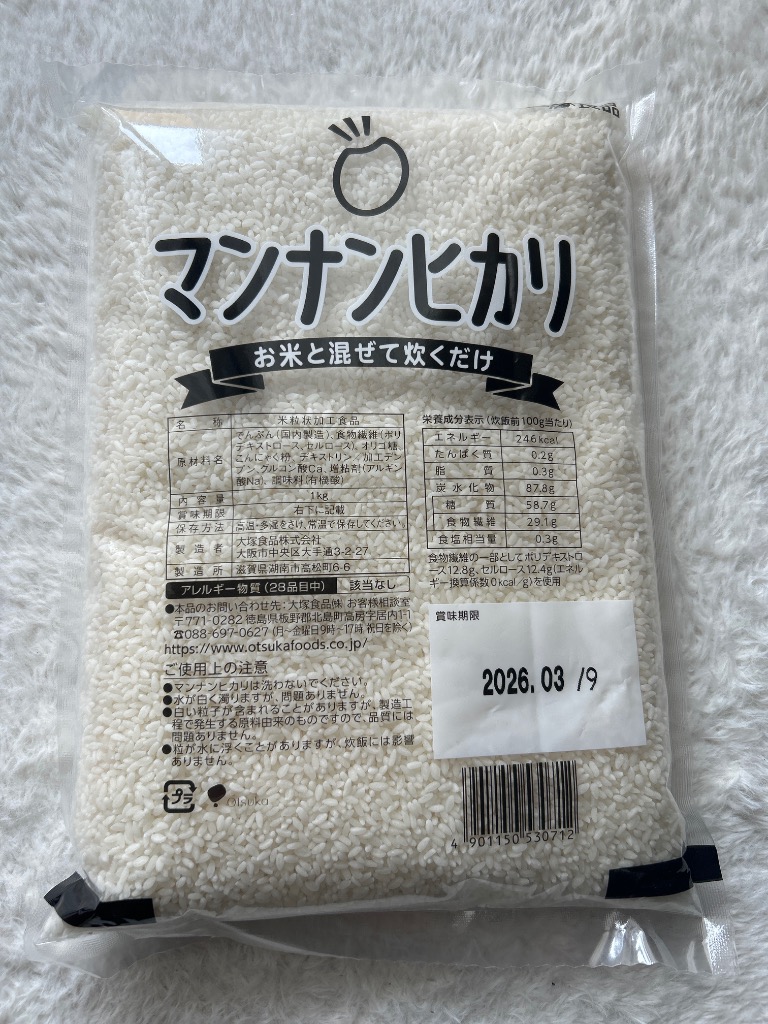 マンナンヒカリ
お米と混ぜて炊くだけ
名称 米粒状加工食品
原材料名 でんぷん(国内製造)、食物繊維(ポリ
デキストロース、セルロース)、オリゴ糖、
こんにゃく粉、デキストリン/加工デン
プン、グルコン酸Ca、増粘剤(アルギン
酸Na)、調味料(有機酸)
内容量 1kg
賞味期限 右下に記載
保存方法 高温・多湿をさけ、常温で保存してください。
製造者 大塚食品株式会社
大阪市中央区大手通3-2-27
製造所 滋賀県湖南市高松町6-6
アレルギー物質(28品目中) 該当なし
●本品のお問い合わせ先:大塚食品㈱ お客様相談室
〒771-0282 徳島県板野郡北島町高房字居内1-1
☎088-697-0627(月〜金曜日9時〜17時 祝日を除く)
https://www.otsukafoods.co.jp/
ご使用上の注意
●マンナンヒカリは洗わないでください。
●水が白く濁りますが、問題ありません。
●白い粒子が含まれることがありますが、製造工
程で発生する原料由来のものですので、品質には
問題ありません。
●粒が水に浮くことがありますが、炊飯には影響
ありません。
プラ
Otsuka
栄養成分表示(炊飯前100g当たり)
エネルギー 246kcal
たんぱく質 0.2g
脂質 0.3g
炭水化物 87.8g
糖質 58.7g
食物繊維 29.1g
食塩相当量 0.3g
食物繊維の一部としてポリデキストロ
ース12.8g、セルロース12.4g(エネル
ギー換算係数0kcal/g)を使用
賞味期限
2026.03 /9
4 901150 530712